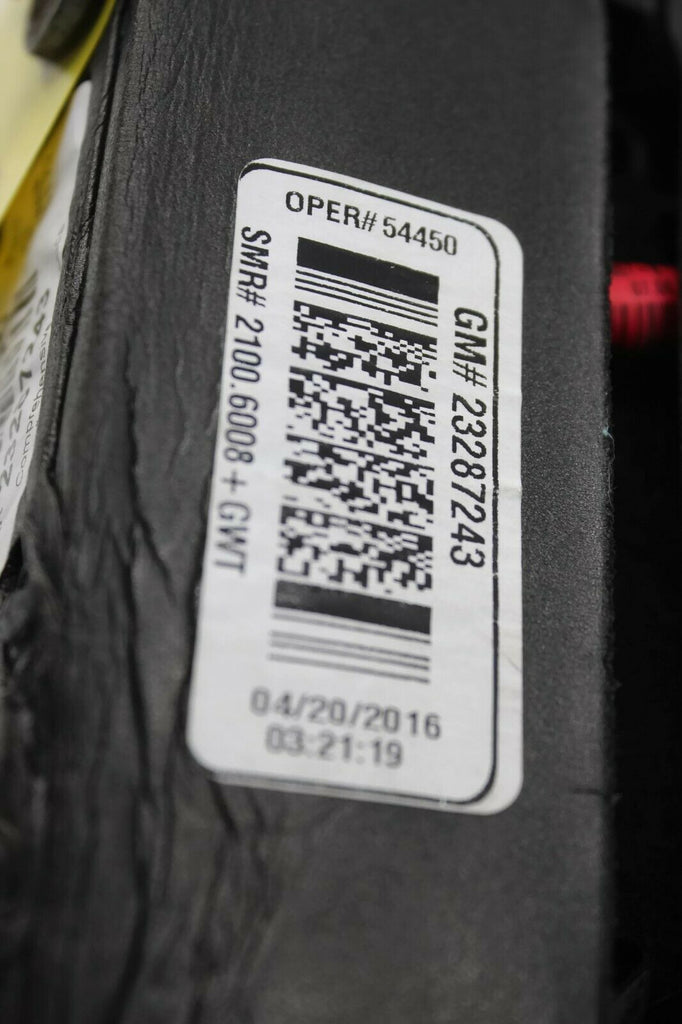 OPER# 54450
SMR# 2100.6008 + GWT
GM# 23287243
04/20/2016
03:21:19